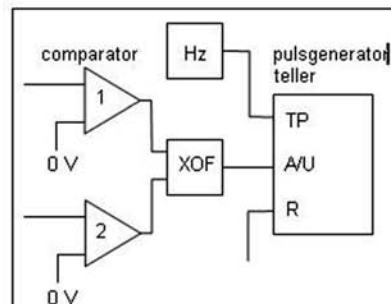 comparator
Hz
pulsgenerator
teller
1
TP
0 V
XOF
A/U
2
R
0 V